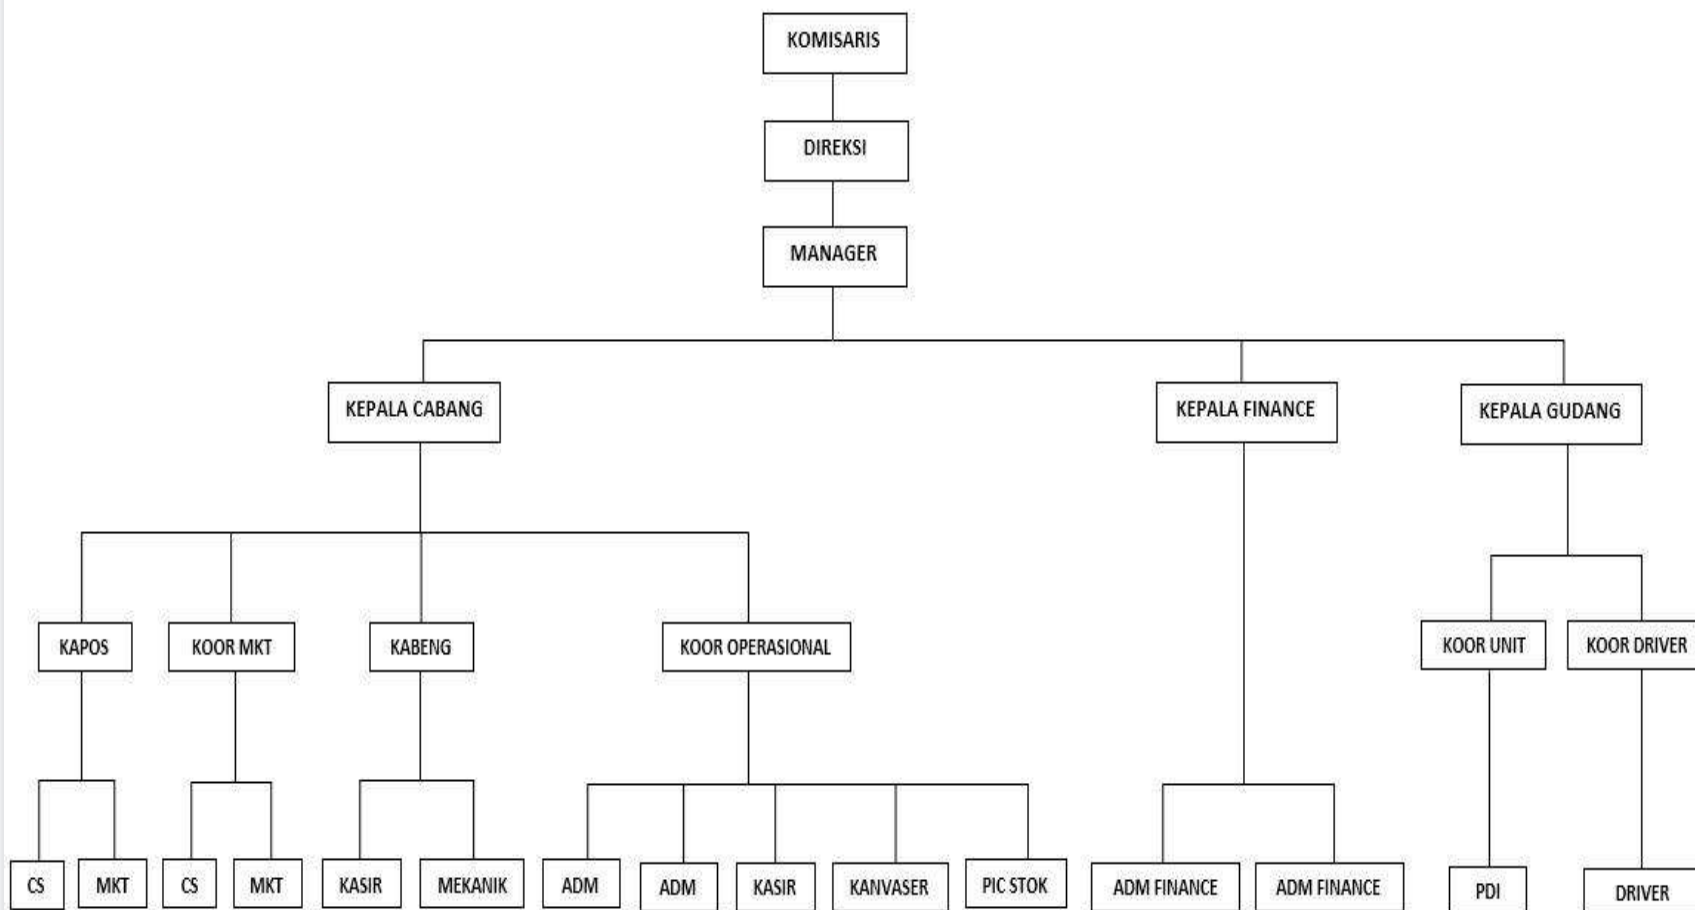 KOMISARIS
DIREKSI
MANAGER
KEPALA CABANG
KEPALA FINANCE
KEPALA GUDANG
KAPOS
KOOR MKT
KABENG
KOOR OPERASIONAL
KOOR UNIT
KOOR DRIVER
CS
MKT
CS
MKT
KASIR
MEKANIK
ADM
ADM
KASIR
KANVASER
PIC STOK
ADM FINANCE
ADM FINANCE
PDI
DRIVER